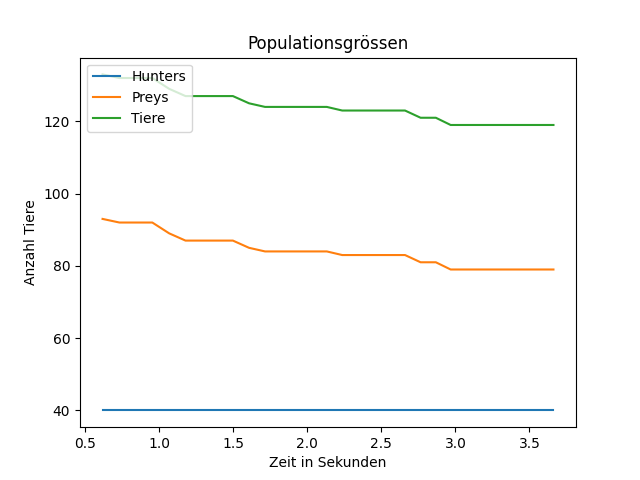 Populationsgrössen
Hunters
Preys
Tiere
Anzahl Tiere
120
100
80
60
40
0.5 1.0 1.5 2.0 2.5 3.0 3.5
Zeit in Sekunden